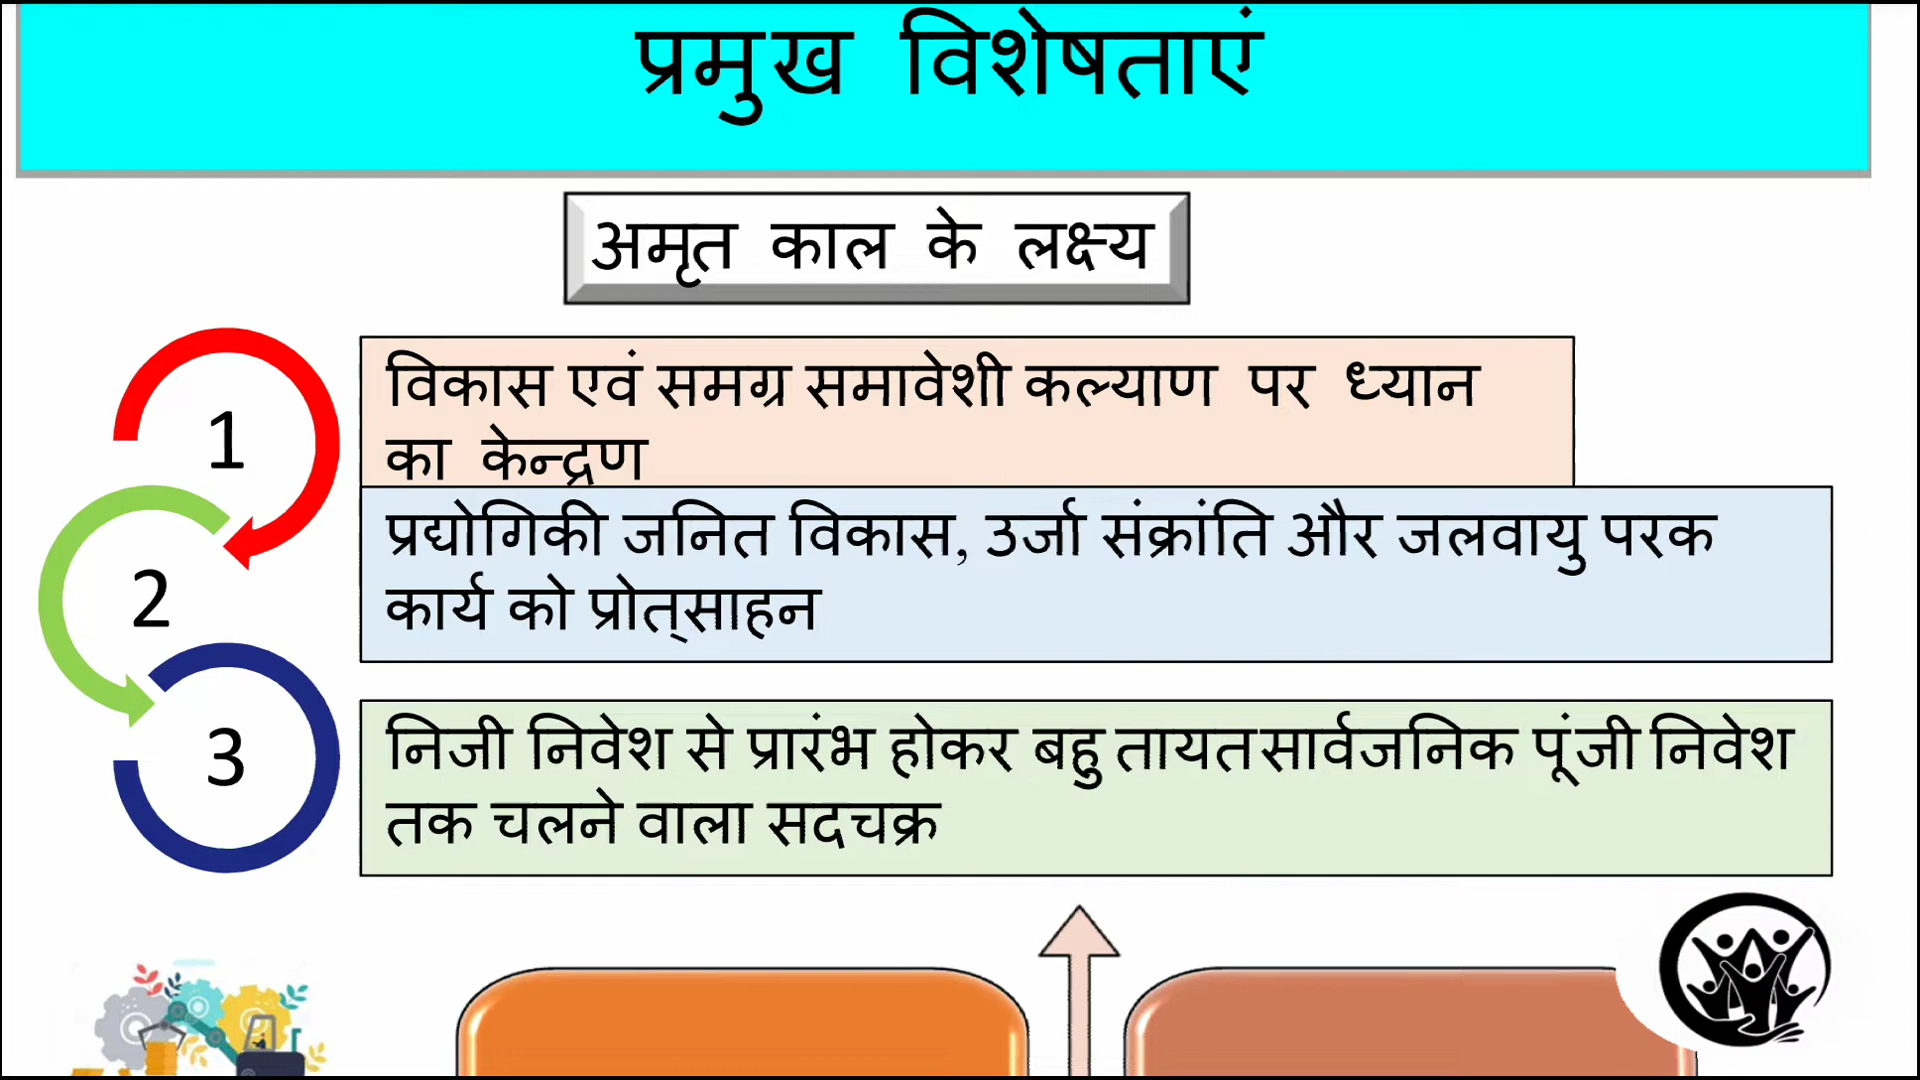 प्रमुख विशेषताएं
अमृत काल के लक्ष्य
1
विकास एवं समग्र समावेशी कल्याण पर ध्यान
का केन्द्रण
2
प्रद्योगिकी जनित विकास, उर्जा संक्रांति और जलवायु परक
कार्य को प्रोत्‌साहन
3
निजी निवेश से प्रारंभ होकर बहु तायतसार्वजनिक पूंजी निवेश
तक चलने वाला सदचक्र